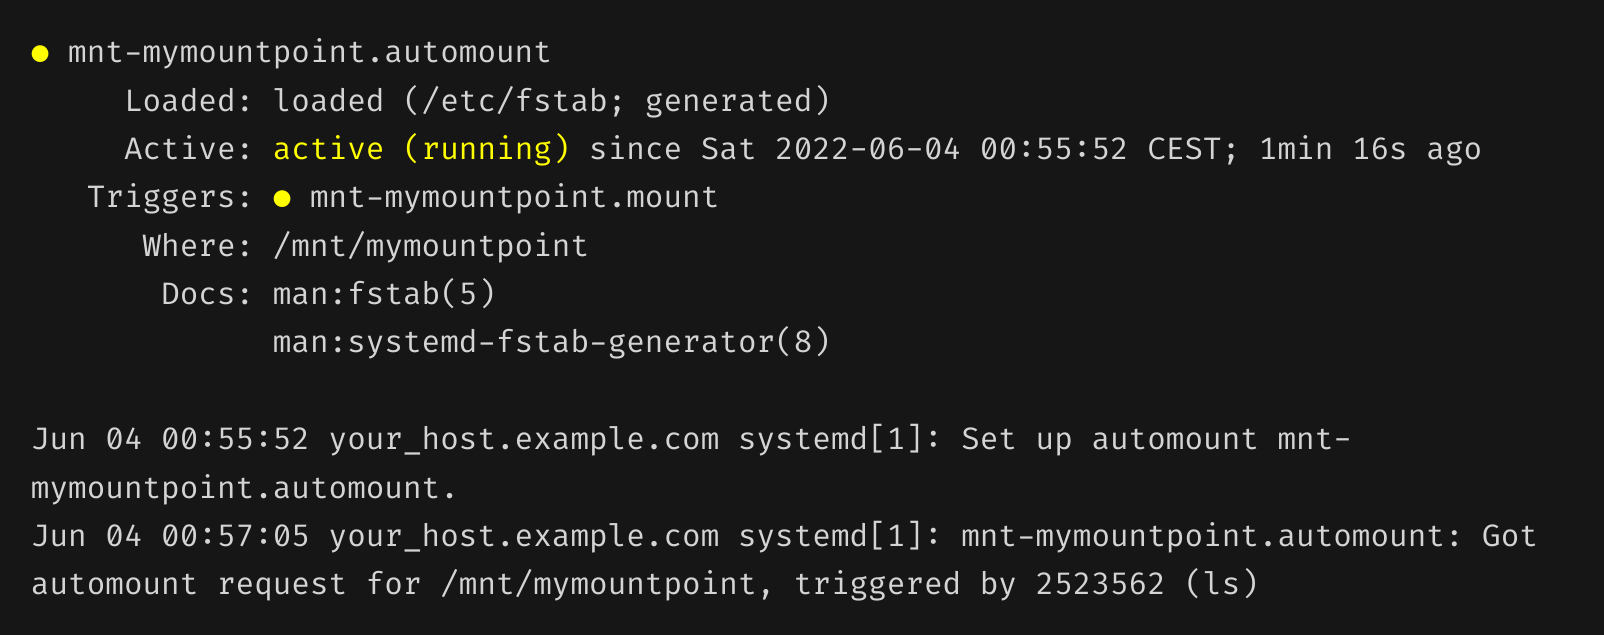 ● mnt-mymountpoint.automount
Loaded: loaded (/etc/fstab; generated)
Active: active (running) since Sat 2022-06-04 00:55:52 CEST; 1min 16s ago
Triggers: ● mnt-mymountpoint.mount
Where: /mnt/mymountpoint
Docs: man:fstab(5)
man:systemd-fstab-generator(8)
Jun 04 00:55:52 your_host.example.com systemd[1]: Set up automount mnt-
mymountpoint.automount.
Jun 04 00:57:05 your_host.example.com systemd[1]: mnt-mymountpoint.automount: Got
automount request for /mnt/mymountpoint, triggered by 2523562 (ls)